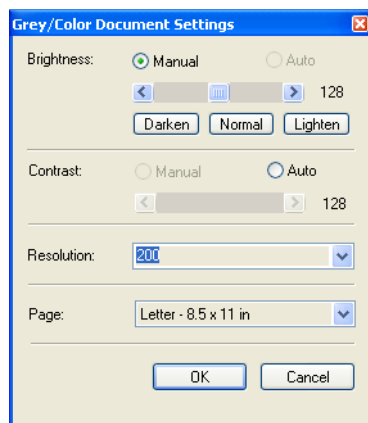 Grey/Color Document Settings
Brightness: Manual Auto
128
Darken Normal Lighten
Contrast: Manual Auto
128
Resolution: 200
Page: Letter - 8.5 x 11 in
OK Cancel